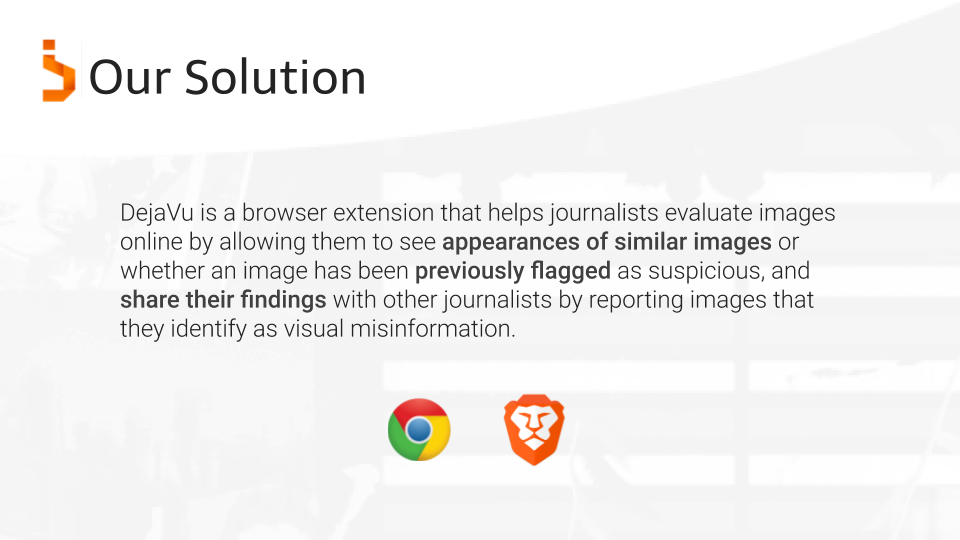 Our Solution
DejaVu is a browser extension that helps journalists evaluate images
online by allowing them to see appearances of similar images or
whether an image has been previously flagged as suspicious, and
share their findings with other journalists by reporting images that
they identify as visual misinformation.